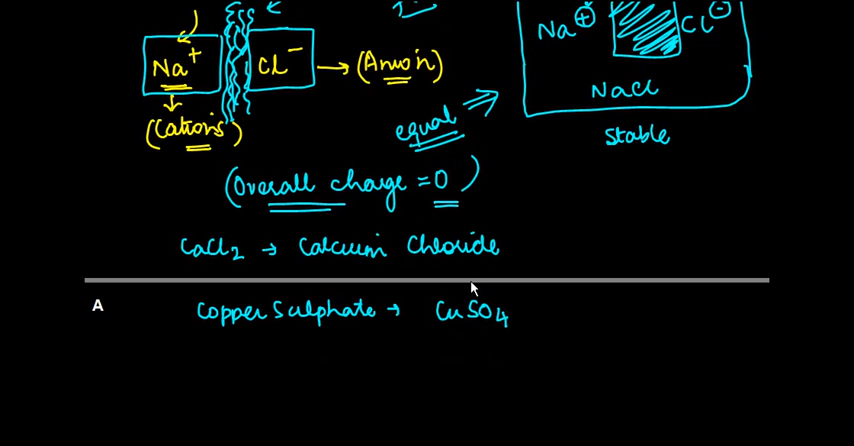 Na⊕ Cl⊖
Na⁺ Cl⁻ → (Anion)
NaCl
(Cations)
equal
Stable
(Overall charge = 0)
CaCl₂ → Calcium Chloride
A
Copper Sulphate → CuSO₄